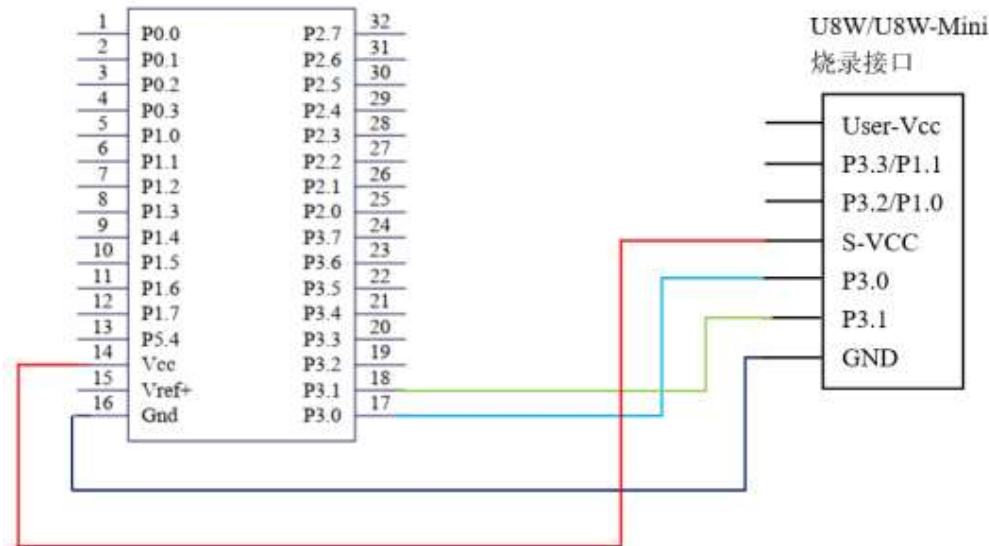 1 P0.0 P2.7 32
2 P0.1 P2.6 31
3 P0.2 P2.5 30
4 P0.3 P2.4 29
5 P1.0 P2.3 28
6 P1.1 P2.2 27
7 P1.2 P2.1 26
8 P1.3 P2.0 25
9 P1.4 P3.7 24
10 P1.5 P3.6 23
11 P1.6 P3.5 22
12 P1.7 P3.4 21
13 P5.4 P3.3 20
14 Vcc P3.2 19
15 Vref+ P3.1 18
16 Gnd P3.0 17
U8W/U8W-Mini
烧录接口
User-Vcc
P3.3/P1.1
P3.2/P1.0
S-VCC
P3.0
P3.1
GND